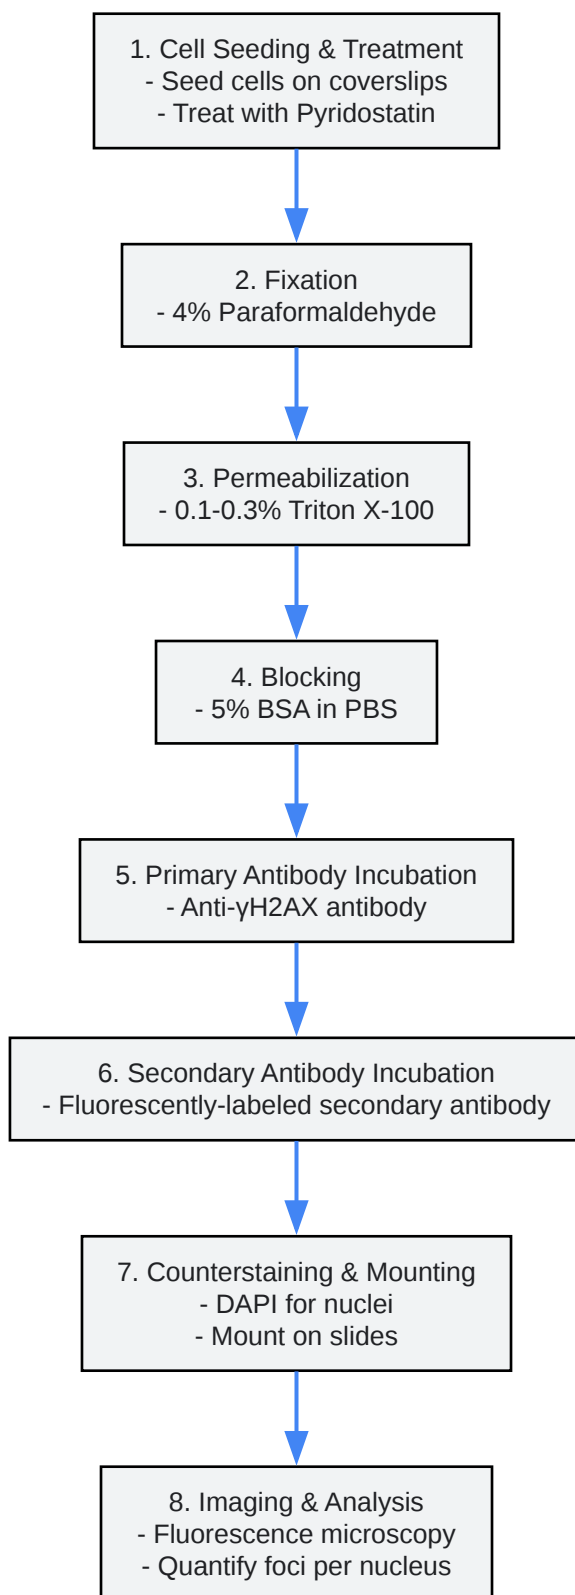 1. Cell Seeding & Treatment
- Seed cells on coverslips
- Treat with Pyridostatin
2. Fixation
- 4% Paraformaldehyde
3. Permeabilization
- 0.1-0.3% Triton X-100
4. Blocking
- 5% BSA in PBS
5. Primary Antibody Incubation
- Anti-γH2AX antibody
6. Secondary Antibody Incubation
- Fluorescently-labeled secondary antibody
7. Counterstaining & Mounting
- DAPI for nuclei
- Mount on slides
8. Imaging & Analysis
- Fluorescence microscopy
- Quantify foci per nucleus